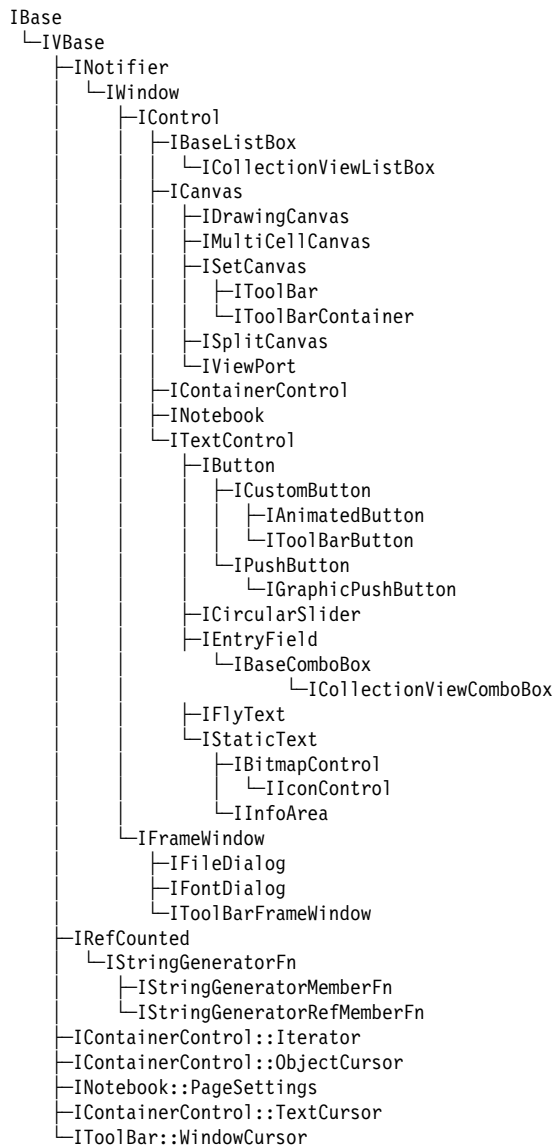 IBase
IVBase
INotifier
IWindow
IControl
IBaseListBox
ICollectionViewListBox
ICanvas
IDrawingCanvas
IMultiCellCanvas
ISetCanvas
IToolBar
IToolBarContainer
ISplitCanvas
IViewPort
IContainerControl
INotebook
ITextControl
IButton
ICustomButton
IAnimatedButton
IToolBarButton
IPushButton
IGraphicPushButton
ICircularSlider
IEntryField
IBaseComboBox
ICollectionViewComboBox
IFlyText
IStaticText
IBitmapControl
IIconControl
IInfoArea
IFrameWindow
IFileDialog
IFontDialog
IToolBarFrameWindow
IRefCounted
IStringGeneratorFn
IStringGeneratorMemberFn
IStringGeneratorRefMemberFn
IContainerControl::Iterator
IContainerControl::ObjectCursor
INotebook::PageSettings
IContainerControl::TextCursor
IToolBar::WindowCursor